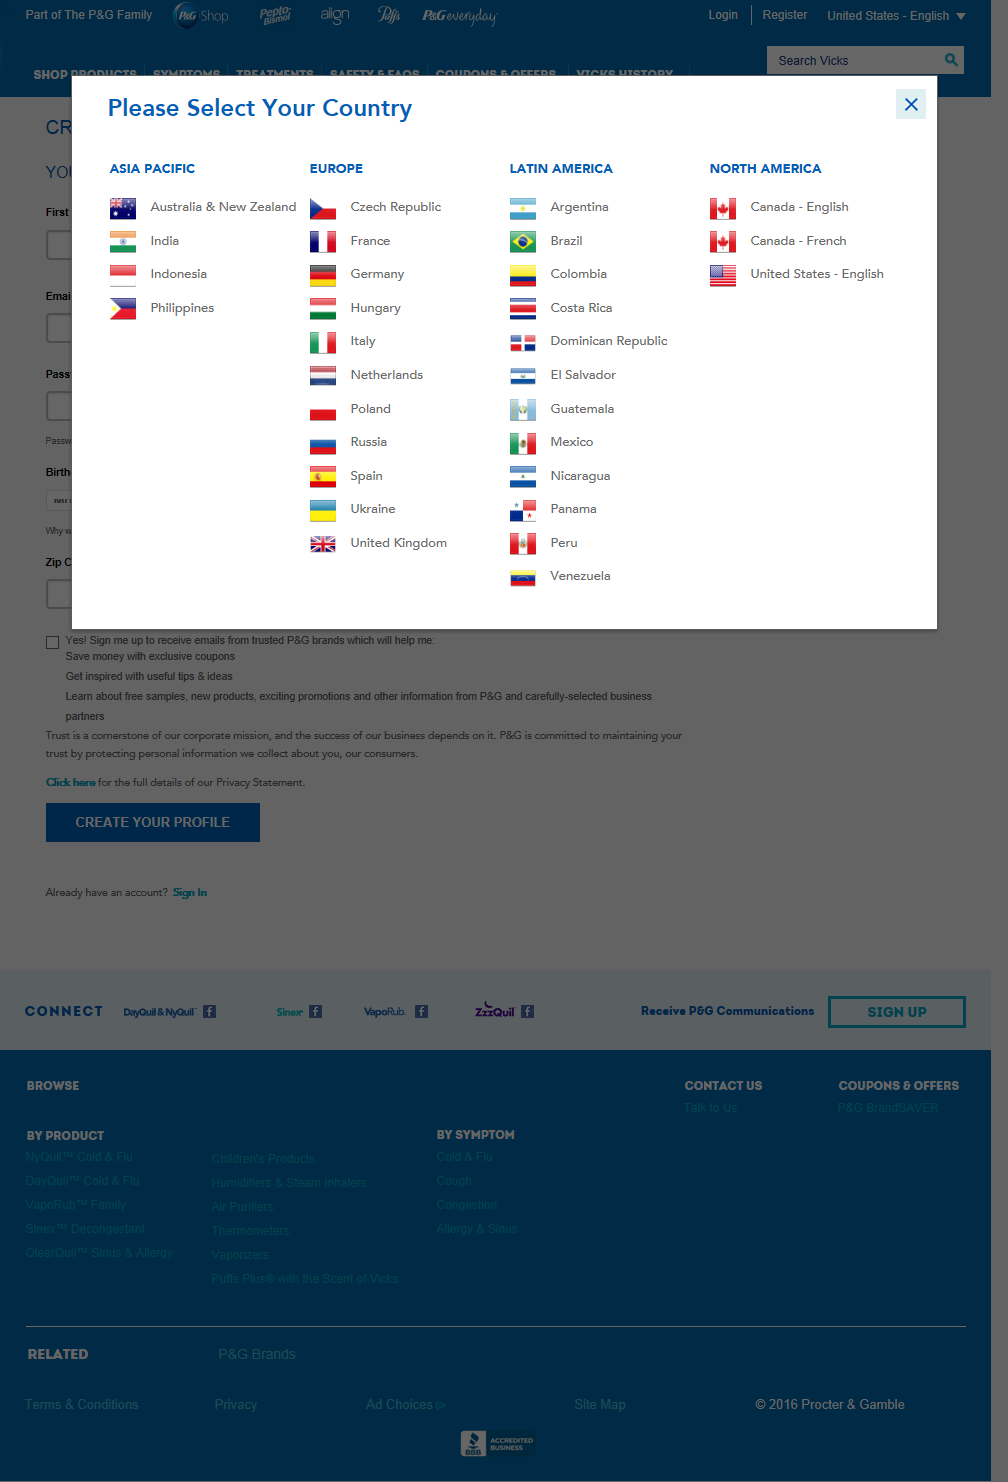 Part of The P&G Family
P&G Shop
Pepto Bismol
align
Puffs
P&G everyday
Login
Register
United States - English
SHOP PRODUCTS
SYMPTOMS
TREATMENTS
SAFETY & FAQS
COUPONS & OFFERS
VICKS HISTORY
Search Vicks
Please Select Your Country
ASIA PACIFIC
Australia & New Zealand
India
Indonesia
Philippines
EUROPE
Czech Republic
France
Germany
Hungary
Italy
Netherlands
Poland
Russia
Spain
Ukraine
United Kingdom
LATIN AMERICA
Argentina
Brazil
Colombia
Costa Rica
Dominican Republic
El Salvador
Guatemala
Mexico
Nicaragua
Panama
Peru
Venezuela
NORTH AMERICA
Canada - English
Canada - French
United States - English
First
Zip
Yes! Sign me up to receive emails from trusted P&G brands which will help me:
Save money with exclusive coupons
Get inspired with useful tips & ideas
Learn about free samples, new products, exciting promotions and other information from P&G and carefully-selected business
partners
Trust is a cornerstone of our corporate mission, and the success of our business depends on it. P&G is committed to maintaining your
trust by protecting personal information we collect about you, our consumers.
Click here for the full details of our Privacy Statement.
CREATE YOUR PROFILE
Already have an account? Sign In
CONNECT
DayQuil & NyQuil
Sinex
VapoRub
ZzzQuil
Receive P&G Communications
SIGN UP
BROWSE
CONTACT US
Talk to Us
COUPONS & OFFERS
P&G BrandSAVER
BY PRODUCT
NyQuil™ Cold & Flu
DayQuil™ Cold & Flu
VapoRub™ Family
Sinex™ Decongestant
QlearQuil™ Sinus & Allergy
Children's Products
Humidifiers & Steam Inhalers
Air Purifiers
Thermometers
Vaporizers
Puffs Plus® with the Scent of Vicks
BY SYMPTOM
Cold & Flu
Cough
Congestion
Allergy & Sinus
RELATED
P&G Brands
Terms & Conditions
Privacy
Ad Choices
Site Map
© 2016 Procter & Gamble
BBB
ACCREDITED
BUSINESS